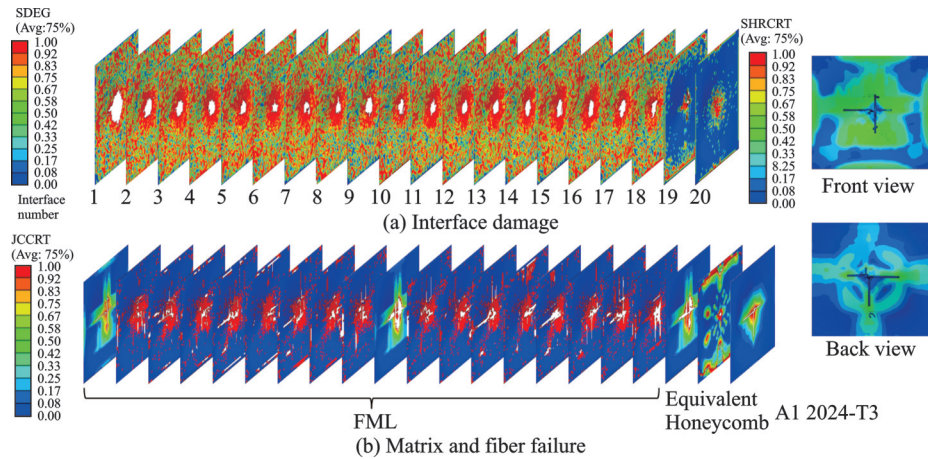 SDEG
(Avg:75%)
1.00
0.92
0.83
0.75
0.67
0.58
0.50
0.42
0.33
0.25
0.17
0.08
0.00
Interface
number
1 2 3 4 5 6 7 8 9 10 11 12 13 14 15 16 17 18 19 20
(a) Interface damage
SHRCRT
(Avg: 75%)
1.00
0.92
0.83
0.75
0.67
0.58
0.50
0.42
0.33
8.25
0.17
0.08
0.00
Front view
JCCRT
(Avg: 75%)
1.00
0.92
0.83
0.75
0.67
0.58
0.50
0.42
0.33
0.25
0.17
0.08
0.00
FML
Equivalent
Honeycomb
A1 2024-T3
(b) Matrix and fiber failure
Back view